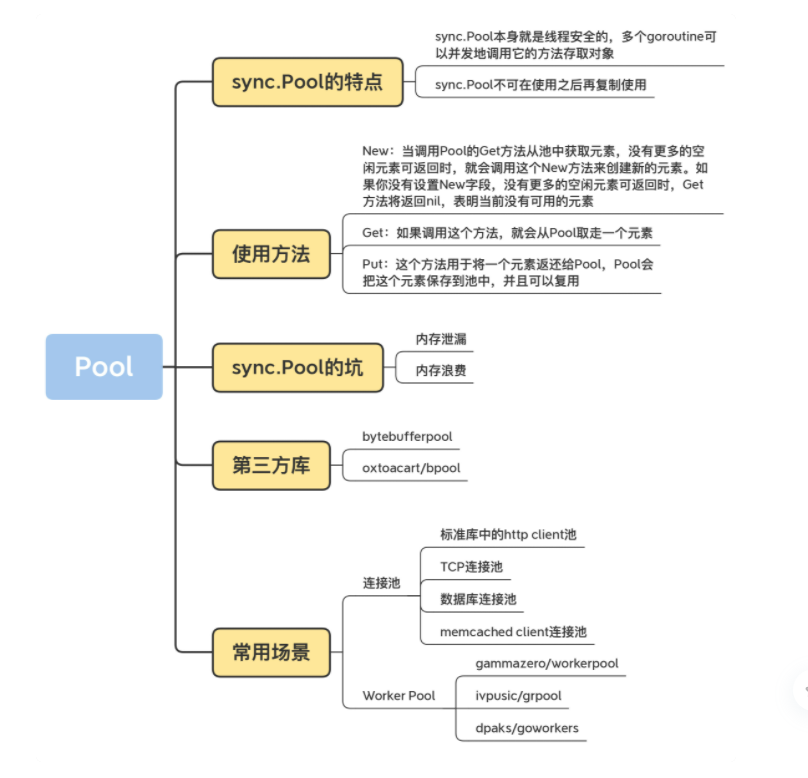 sync.Pool的特点
sync.Pool本身就是线程安全的，多个goroutine可
以并发地调用它的方法存取对象
sync.Pool不可在使用之后再复制使用
使用方法
New：当调用Pool的Get方法从池中获取元素，没有更多的空
闲元素可返回时，就会调用这个New方法来创建新的元素。如
果你没有设置New字段，没有更多的空闲元素可返回时，Get
方法将返回nil，表明当前没有可用的元素
Get：如果调用这个方法，就会从Pool取走一个元素
Put：这个方法用于将一个元素返还给Pool，Pool会
把这个元素保存到池中，并且可以复用
Pool
sync.Pool的坑
内存泄漏
内存浪费
第三方库
bytebufferpool
oxtoacart/bpool
常用场景
连接池
标准库中的http client池
TCP连接池
数据库连接池
memcached client连接池
Worker Pool
gammazero/workerpool
ivpusic/grpool
dpaks/goworkers